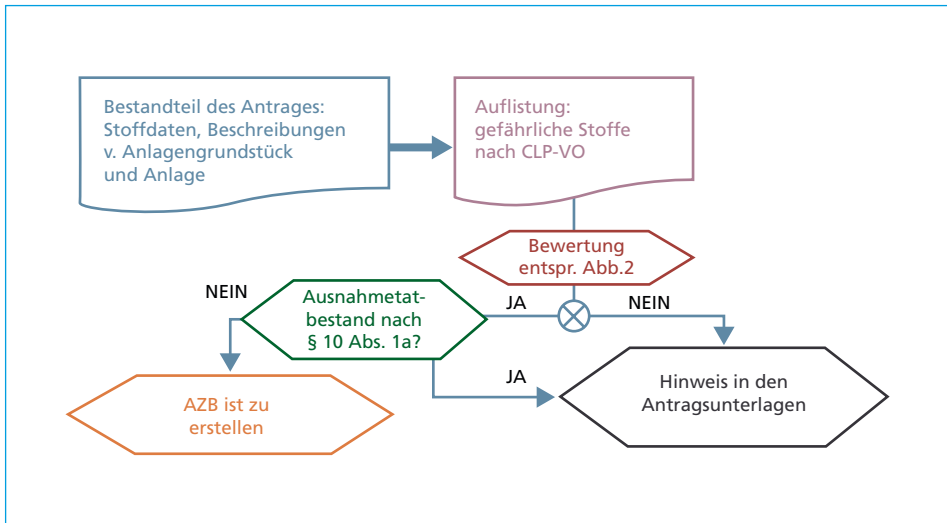 Bestandteil des Antrages:
Stoffdaten, Beschreibungen
v. Anlagengrundstück
und Anlage
Auflistung:
gefährliche Stoffe
nach CLP-VO
Bewertung
entspr. Abb.2
NEIN
Ausnahmetat-
bestand nach
§ 10 Abs. 1a?
JA
NEIN
JA
AZB ist zu
erstellen
Hinweis in den
Antragsunterlagen